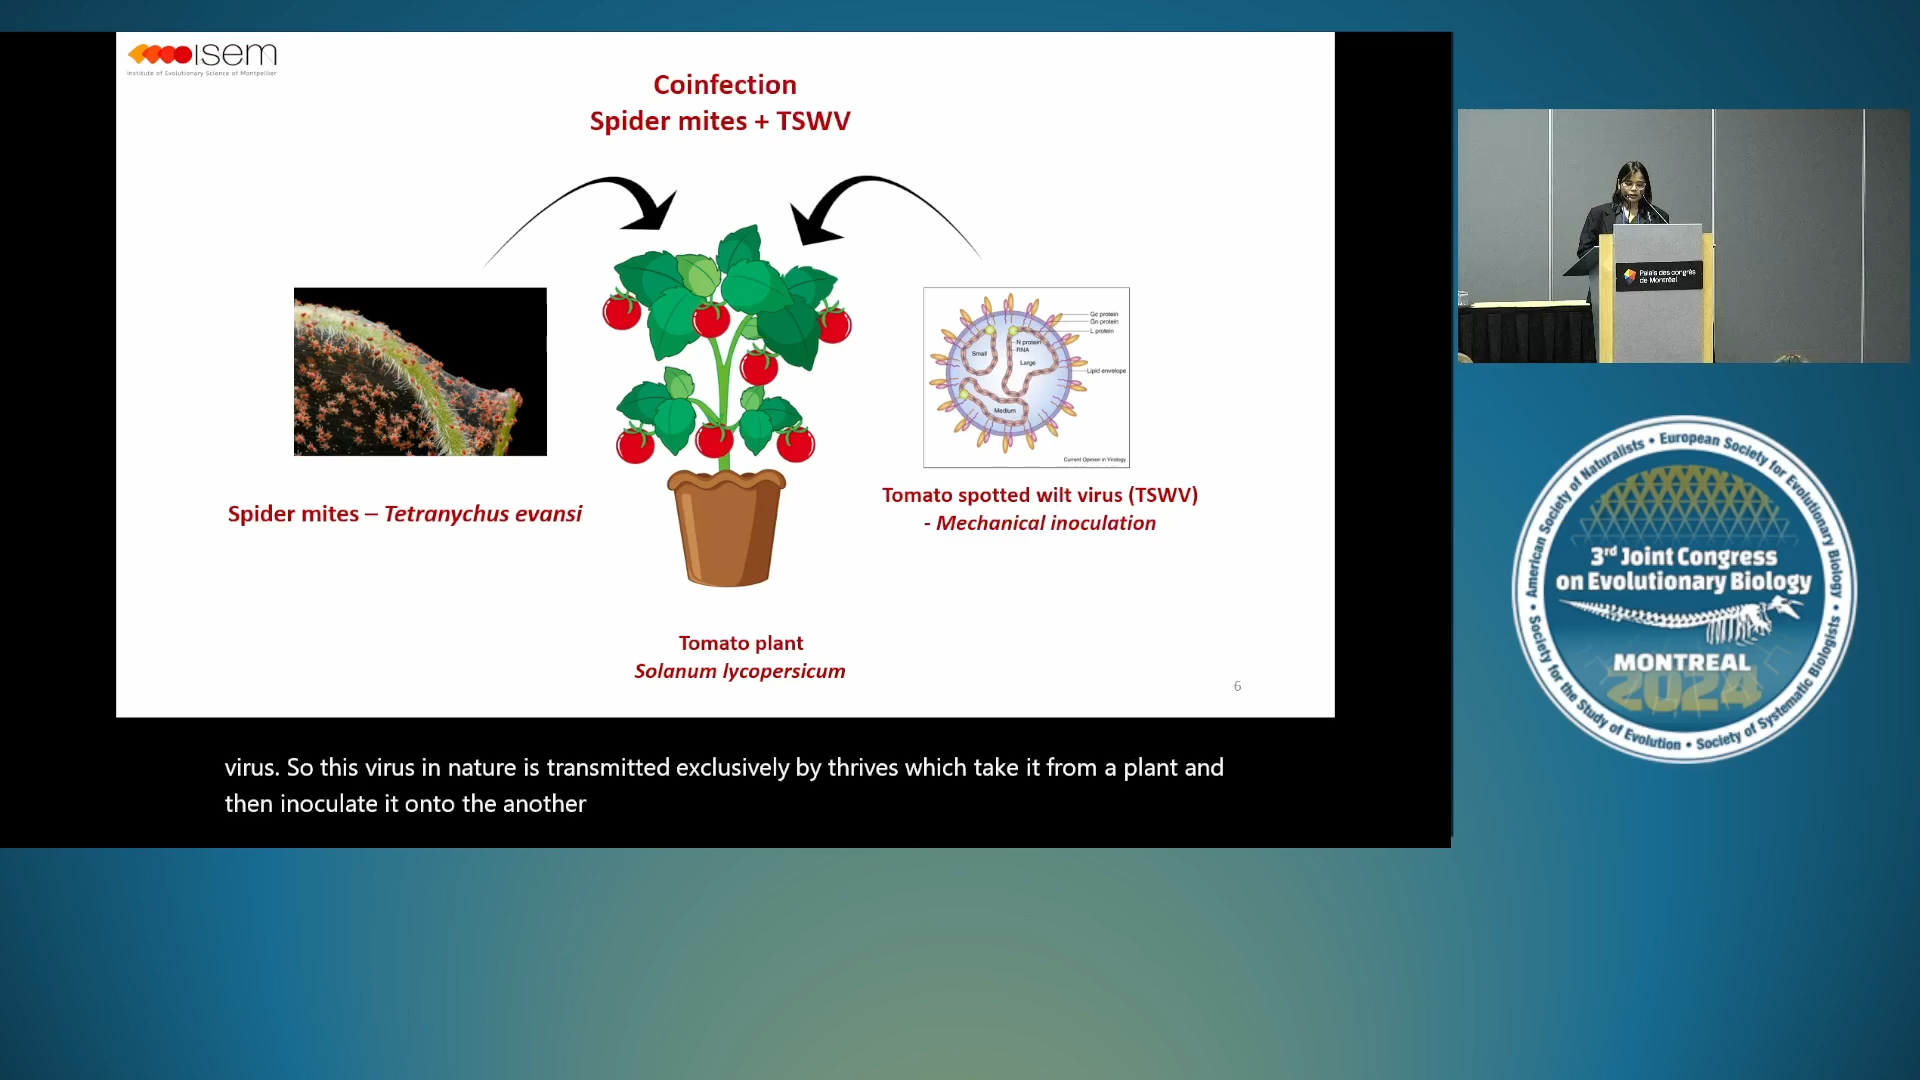 isem
Institute of Evolutionary Science of Montpellier
Coinfection
Spider mites + TSWV
Gc protein
Gn protein
L protein
N protein
RNA
Small
Large
Lipid envelope
Medium
Current Opinion in Virology
Spider mites – Tetranychus evansi
Tomato spotted wilt virus (TSWV)
- Mechanical inoculation
Tomato plant
Solanum lycopersicum
6
virus. So this virus in nature is transmitted exclusively by thrives which take it from a plant and
then inoculate it onto the another
Palais des congrès
de Montréal
American Society of Naturalists • European Society for Evolutionary Biology •
3rd Joint Congress
on Evolutionary Biology
MONTREAL
2024
Society for the Study of Evolution • Society of Systematic Biologists •